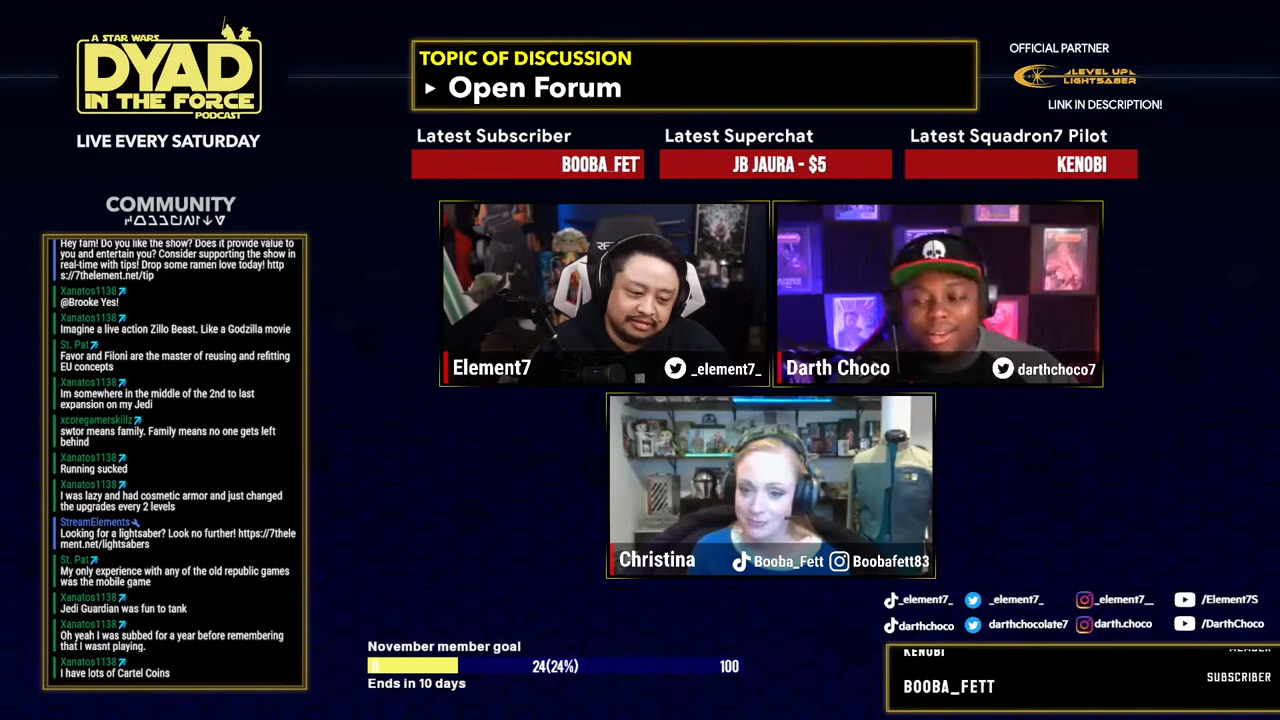 A STAR WARS
DYAD
IN THE FORCE
PODCAST
LIVE EVERY SATURDAY
TOPIC OF DISCUSSION
Open Forum
OFFICIAL PARTNER
LEVEL UP
LIGHTSABER
LINK IN DESCRIPTION!
Latest Subscriber
BOOBA_FET
Latest Superchat
JB JAURA - $5
Latest Squadron7 Pilot
KENOBI
COMMUNITY
Hey fam! Do you like the show? Does it provide value to
you and entertain you? Consider supporting the show in
real-time with tips! Drop some ramen love today! http
s://7thelement.net/tip
Xanatos1138
@Brooke Yes!
Xanatos1138
Imagine a live action Zillo Beast. Like a Godzilla movie
St. Pat
Favor and Filoni are the master of reusing and refitting
EU concepts
Xanatos1138
Im somewhere in the middle of the 2nd to last
expansion on my Jedi
xcoregamerskillz
swtor means family. Family means no one gets left
behind
Xanatos1138
Running sucked
Xanatos1138
I was lazy and had cosmetic armor and just changed
the upgrades every 2 levels
StreamElements
Looking for a lightsaber? Look no further! https://7thele
ment.net/lightsabers
St. Pat
My only experience with any of the old republic games
was the mobile game
Xanatos1138
Jedi Guardian was fun to tank
Xanatos1138
Oh yeah I was subbed for a year before remembering
that I wasnt playing.
Xanatos1138
I have lots of Cartel Coins
Element7
_element7_
Darth Choco
darthchoco7
Christina
Booba_Fett
Boobafett83
November member goal
0
24(24%)
100
Ends in 10 days
_element7_
_element7_
_element7__
/Element7S
darthchoco
darthchocolate7
darth.choco
/DarthChoco
KENOBI
MEMBER
BOOBA_FETT
SUBSCRIBER